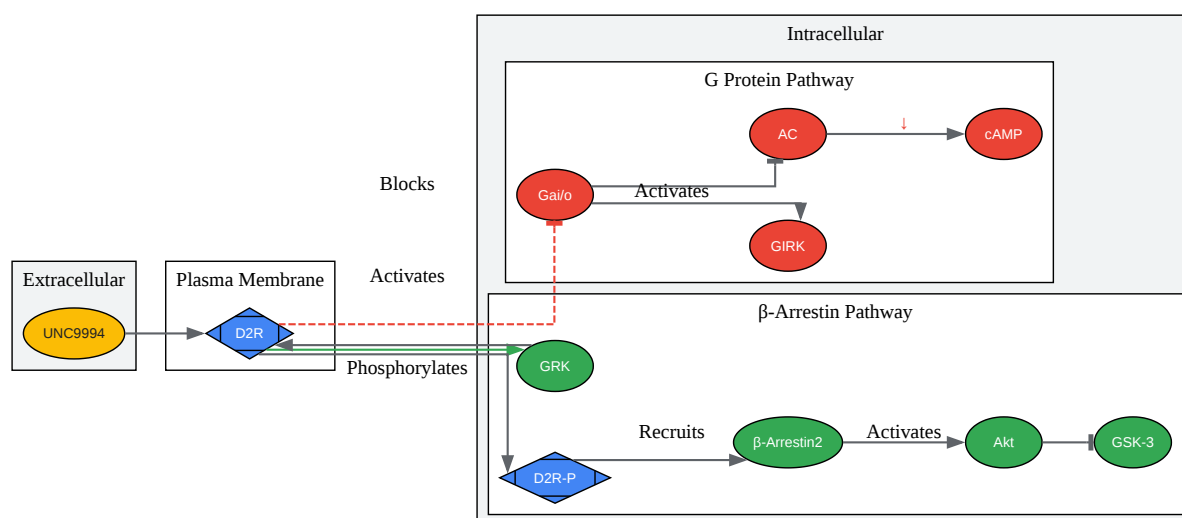 Intracellular
G Protein Pathway
AC
↓
cAMP
Blocks
Gai/o
Activates
GIRK
Extracellular
Plasma Membrane
Activates
β-Arrestin Pathway
UNC9994
D2R
Phosphorylates
GRK
Recruits
β-Arrestin2
Activates
Akt
GSK-3
D2R-P